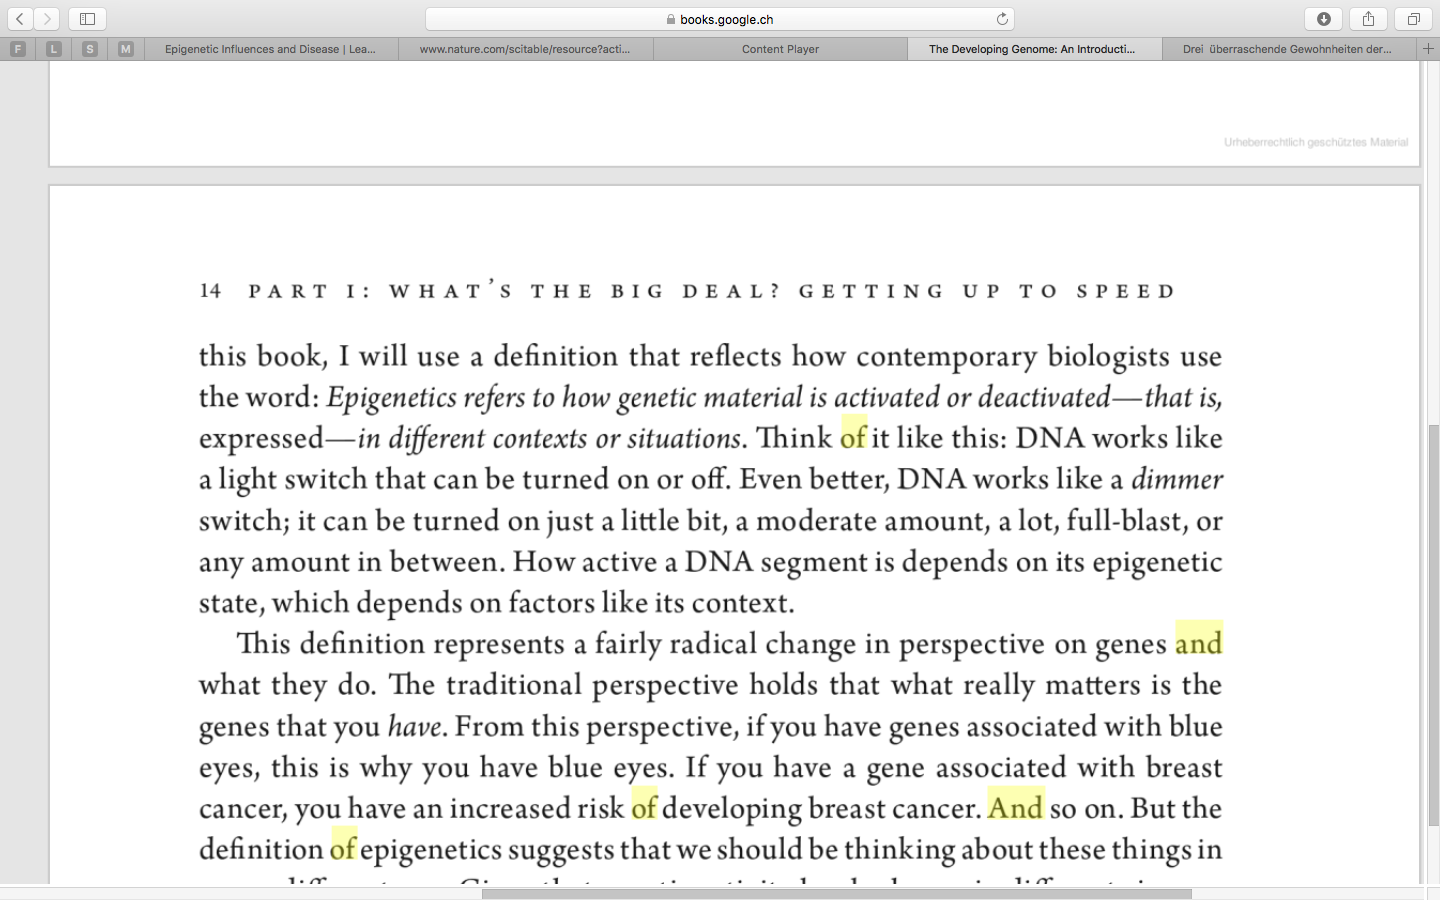 books.google.ch
F L S M Epigenetic Influences and Disease | Lea... www.nature.com/scitable/resource?acti... Content Player The Developing Genome: An Introducti... Drei überraschende Gewohnheiten der...
Urheberrechtlich geschütztes Material
14 PART I: WHAT'S THE BIG DEAL? GETTING UP TO SPEED
this book, I will use a definition that reflects how contemporary biologists use
the word: Epigenetics refers to how genetic material is activated or deactivated—that is,
expressed—in different contexts or situations. Think of it like this: DNA works like
a light switch that can be turned on or off. Even better, DNA works like a dimmer
switch; it can be turned on just a little bit, a moderate amount, a lot, full-blast, or
any amount in between. How active a DNA segment is depends on its epigenetic
state, which depends on factors like its context.
This definition represents a fairly radical change in perspective on genes and
what they do. The traditional perspective holds that what really matters is the
genes that you have. From this perspective, if you have genes associated with blue
eyes, this is why you have blue eyes. If you have a gene associated with breast
cancer, you have an increased risk of developing breast cancer. And so on. But the
definition of epigenetics suggests that we should be thinking about these things in